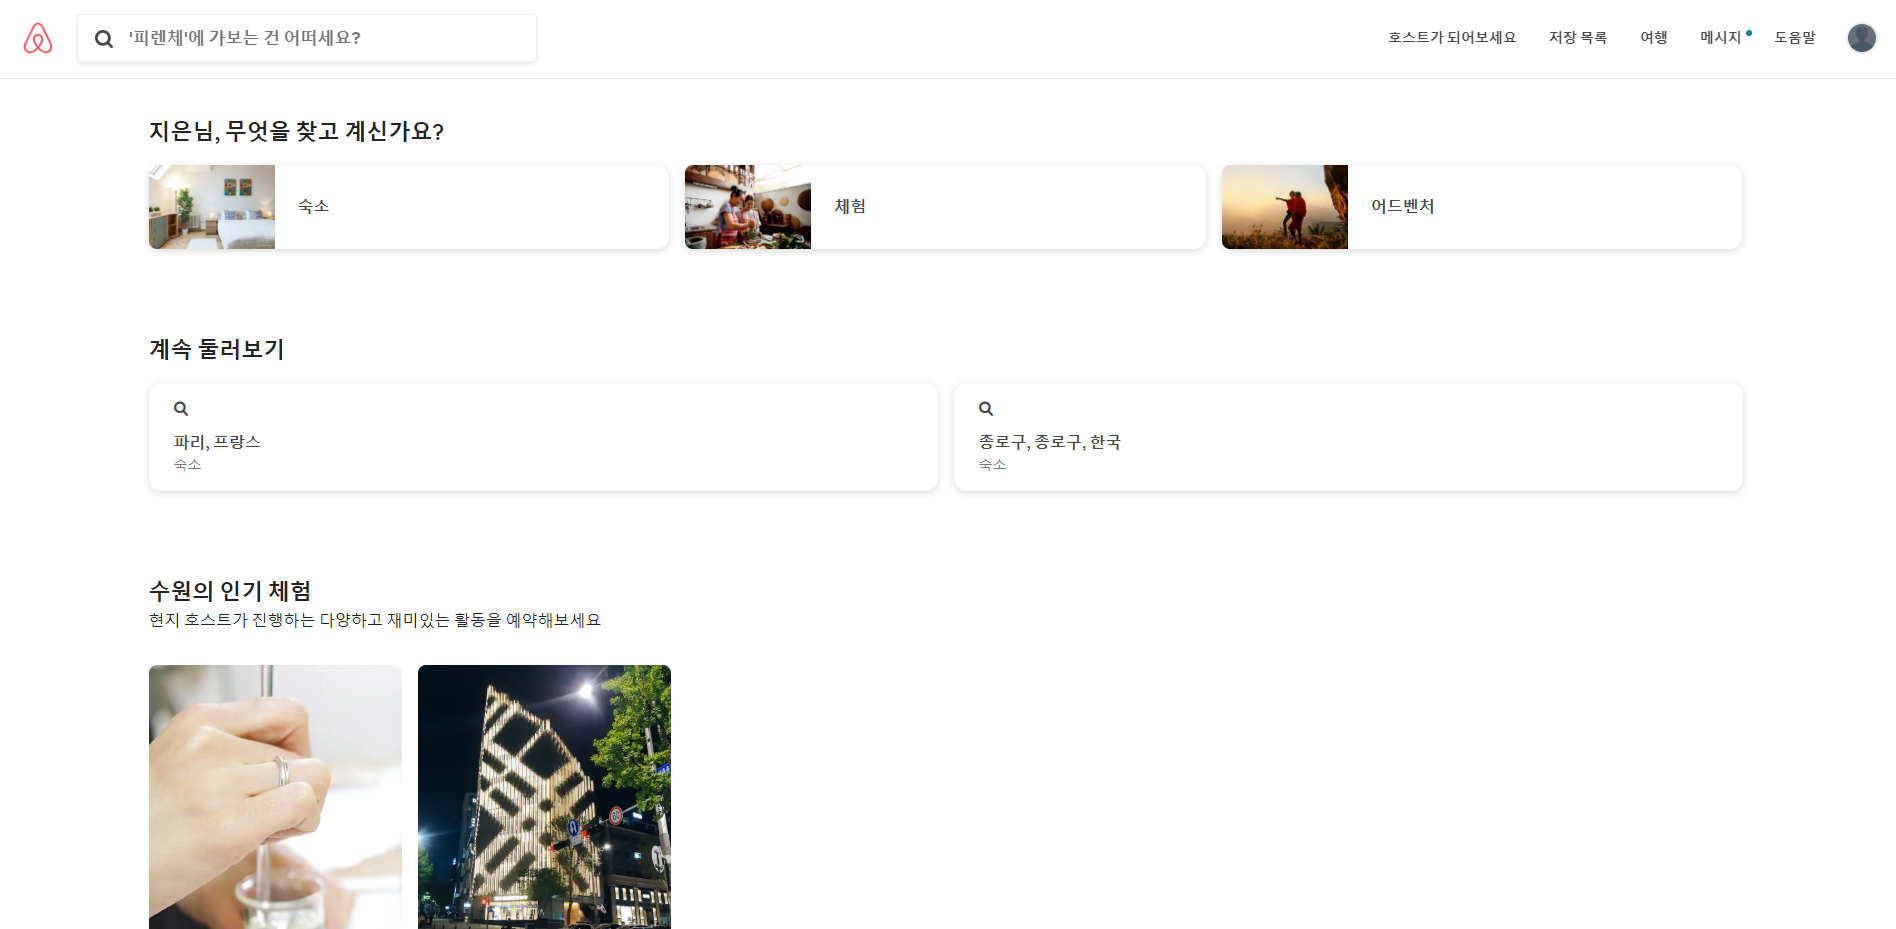 '피렌체'에 가보는 건 어떠세요?
호스트가 되어보세요
저장 목록
여행
메시지
도움말
지은님, 무엇을 찾고 계신가요?
숙소
체험
어드벤처
계속 둘러보기
파리, 프랑스
숙소
종로구, 종로구, 한국
숙소
수원의 인기 체험
현지 호스트가 진행하는 다양하고 재미있는 활동을 예약해보세요